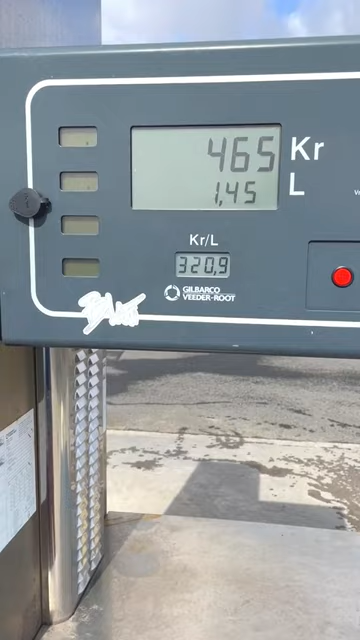 465 Kr
1,45 L
Kr/L
320,9
GILBARCO
VEEDER-ROOT